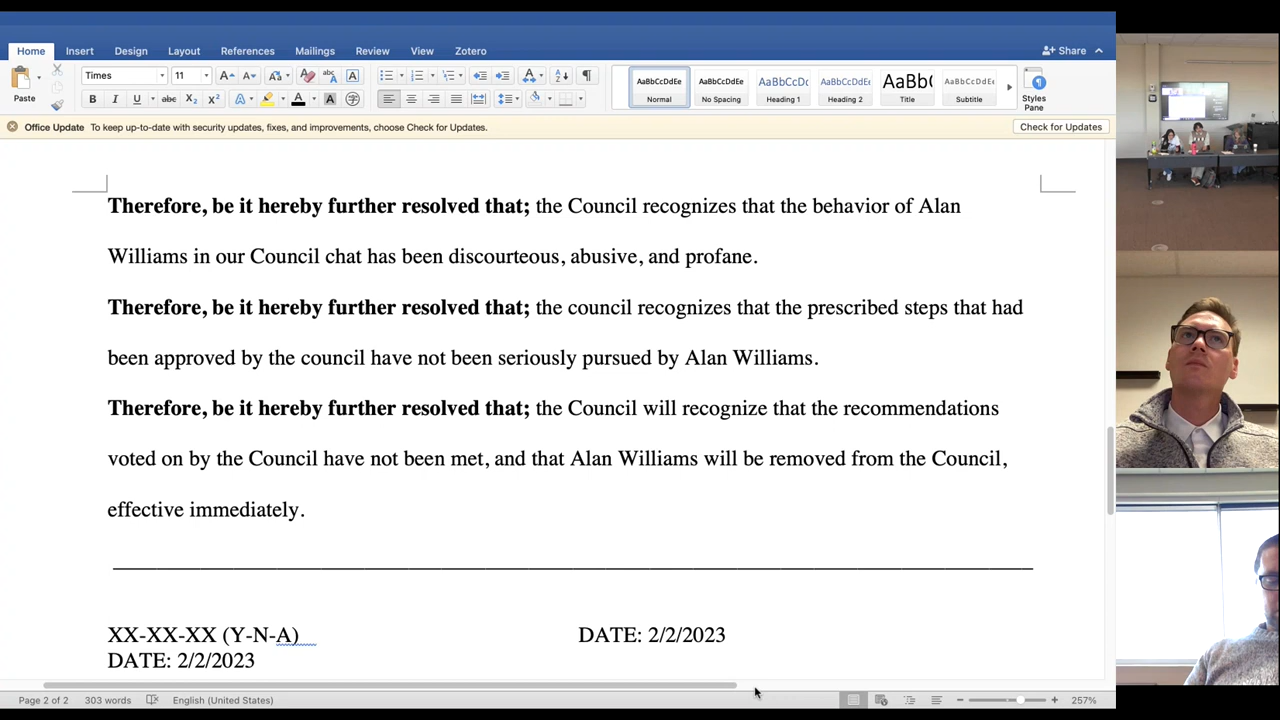 Home Insert Design Layout References Mailings Review View Zotero Share
Times 11 AaBbCcDdEe AaBbCcDdEe AaBbCcDc AaBbCcDdEe AaBb( AaBbCcDdEe
Paste B I U abc X₂ X² A A A Normal No Spacing Heading 1 Heading 2 Title Subtitle Styles Pane
Office Update To keep up-to-date with security updates, fixes, and improvements, choose Check for Updates. Check for Updates
Therefore, be it hereby further resolved that; the Council recognizes that the behavior of Alan
Williams in our Council chat has been discourteous, abusive, and profane.
Therefore, be it hereby further resolved that; the council recognizes that the prescribed steps that had
been approved by the council have not been seriously pursued by Alan Williams.
Therefore, be it hereby further resolved that; the Council will recognize that the recommendations
voted on by the Council have not been met, and that Alan Williams will be removed from the Council,
effective immediately.
XX-XX-XX (Y-N-A) DATE: 2/2/2023
DATE: 2/2/2023
Page 2 of 2 303 words English (United States) 257%